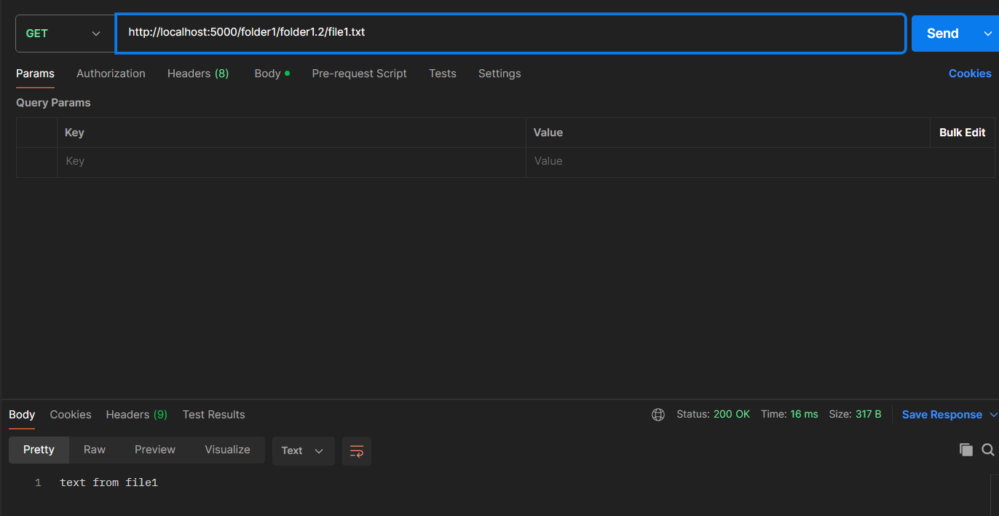 GET http://localhost:5000/folder1/folder1.2/file1.txt Send
Params Authorization Headers (8) Body Pre-request Script Tests Settings Cookies
Query Params
Key Value Bulk Edit
Key Value
Body Cookies Headers (9) Test Results Status: 200 OK Time: 16 ms Size: 317 B Save Response
Pretty Raw Preview Visualize Text
1 text from file1